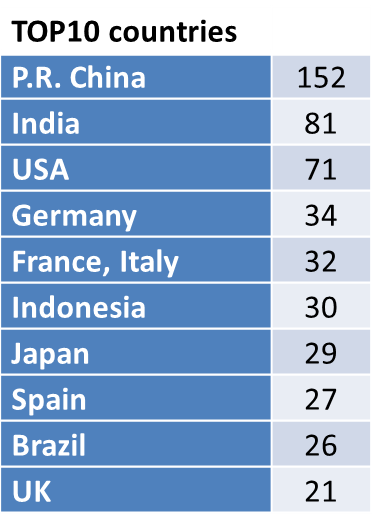 TOP10 countries
P.R. China 152
India 81
USA 71
Germany 34
France, Italy 32
Indonesia 30
Japan 29
Spain 27
Brazil 26
UK 21